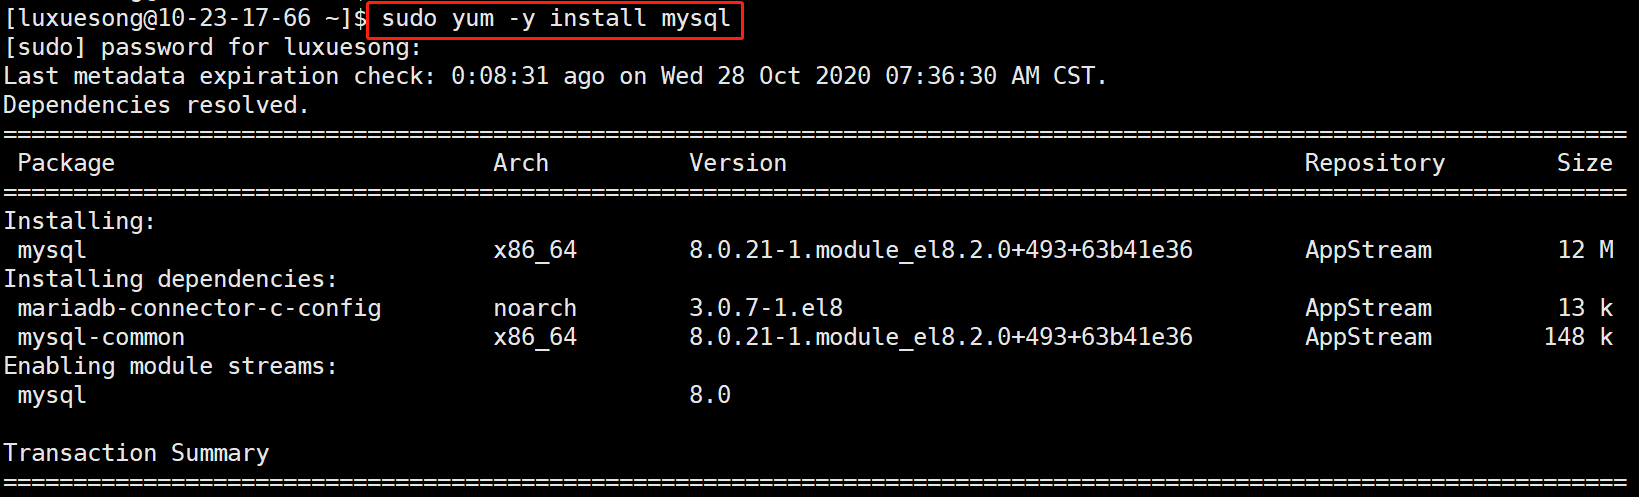 [luxuesong@10-23-17-66 ~]$ sudo yum -y install mysql
[sudo] password for luxuesong:
Last metadata expiration check: 0:08:31 ago on Wed 28 Oct 2020 07:36:30 AM CST.
Dependencies resolved.
====================================================================================================================
Package Arch Version Repository Size
====================================================================================================================
Installing:
mysql x86_64 8.0.21-1.module_el8.2.0+493+63b41e36 AppStream 12 M
Installing dependencies:
mariadb-connector-c-config noarch 3.0.7-1.el8 AppStream 13 k
mysql-common x86_64 8.0.21-1.module_el8.2.0+493+63b41e36 AppStream 148 k
Enabling module streams:
mysql 8.0
Transaction Summary
====================================================================================================================